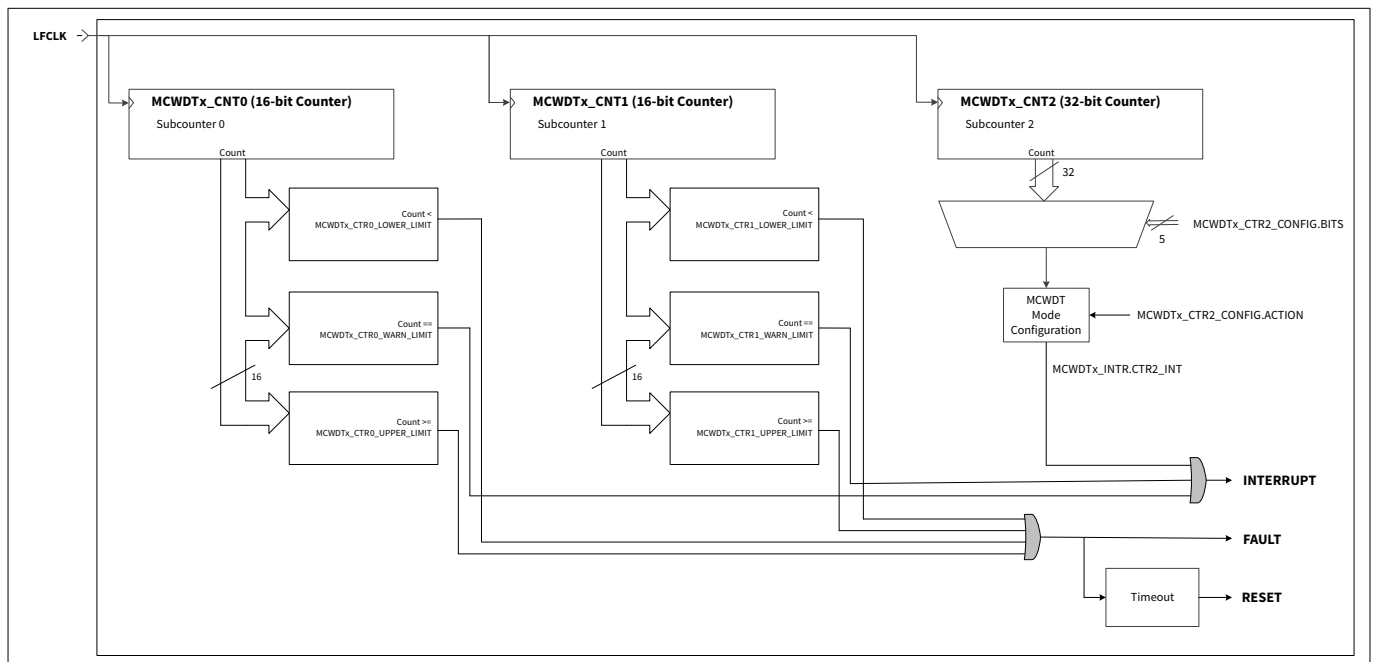 LFCLK
MCWDTx_CNT0 (16-bit Counter)
Subcounter 0
Count
MCWDTx_CNT1 (16-bit Counter)
Subcounter 1
Count
MCWDTx_CNT2 (32-bit Counter)
Subcounter 2
Count
32
Count <
MCWDTx_CTR0_LOWER_LIMIT
Count <
MCWDTx_CTR1_LOWER_LIMIT
MCWDTx_CTR2_CONFIG.BITS
5
Count ==
MCWDTx_CTR0_WARN_LIMIT
Count ==
MCWDTx_CTR1_WARN_LIMIT
MCWDT
Mode
Configuration
MCWDTx_CTR2_CONFIG.ACTION
16
16
MCWDTx_INTR.CTR2_INT
Count >=
MCWDTx_CTR0_UPPER_LIMIT
Count >=
MCWDTx_CTR1_UPPER_LIMIT
INTERRUPT
FAULT
Timeout
RESET